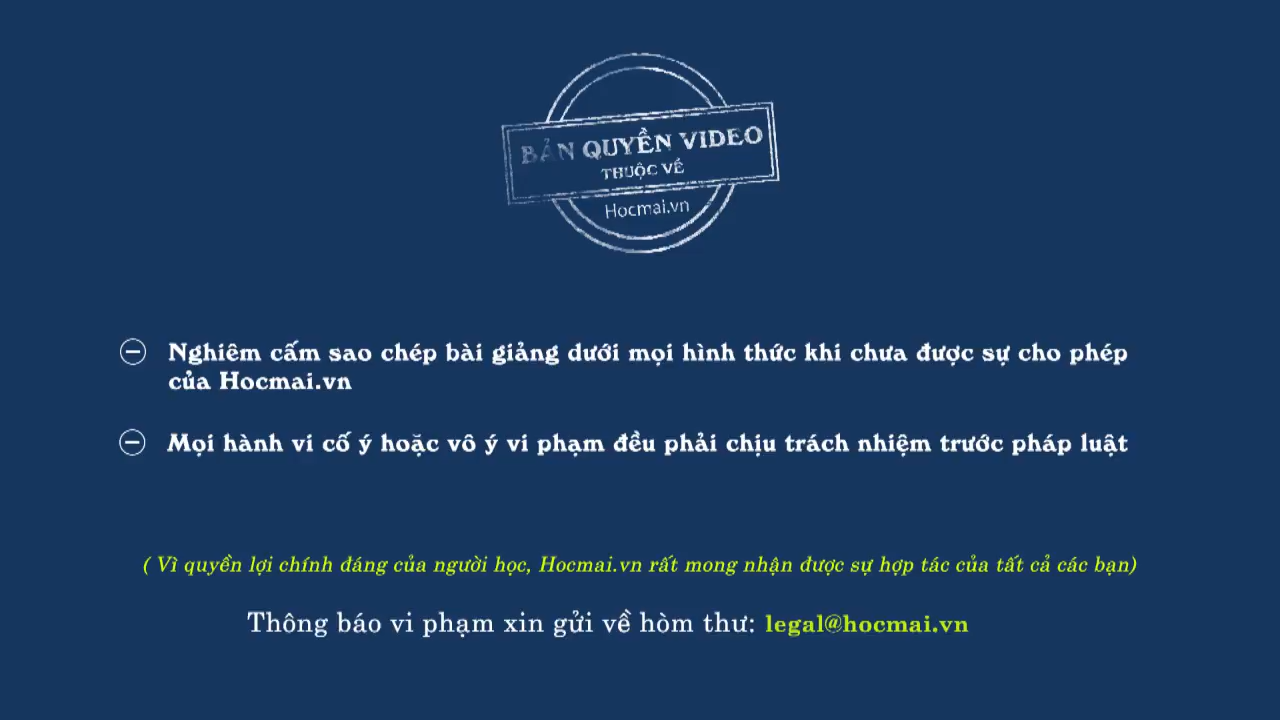 BẢN QUYỀN VIDEO
THUỘC VỀ
Hocmai.vn
Nghiêm cấm sao chép bài giảng dưới mọi hình thức khi chưa được sự cho phép
của Hocmai.vn
Mọi hành vi cố ý hoặc vô ý vi phạm đều phải chịu trách nhiệm trước pháp luật
( Vì quyền lợi chính đáng của người học, Hocmai.vn rất mong nhận được sự hợp tác của tất cả các bạn)
Thông báo vi phạm xin gửi về hòm thư: legal@hocmai.vn